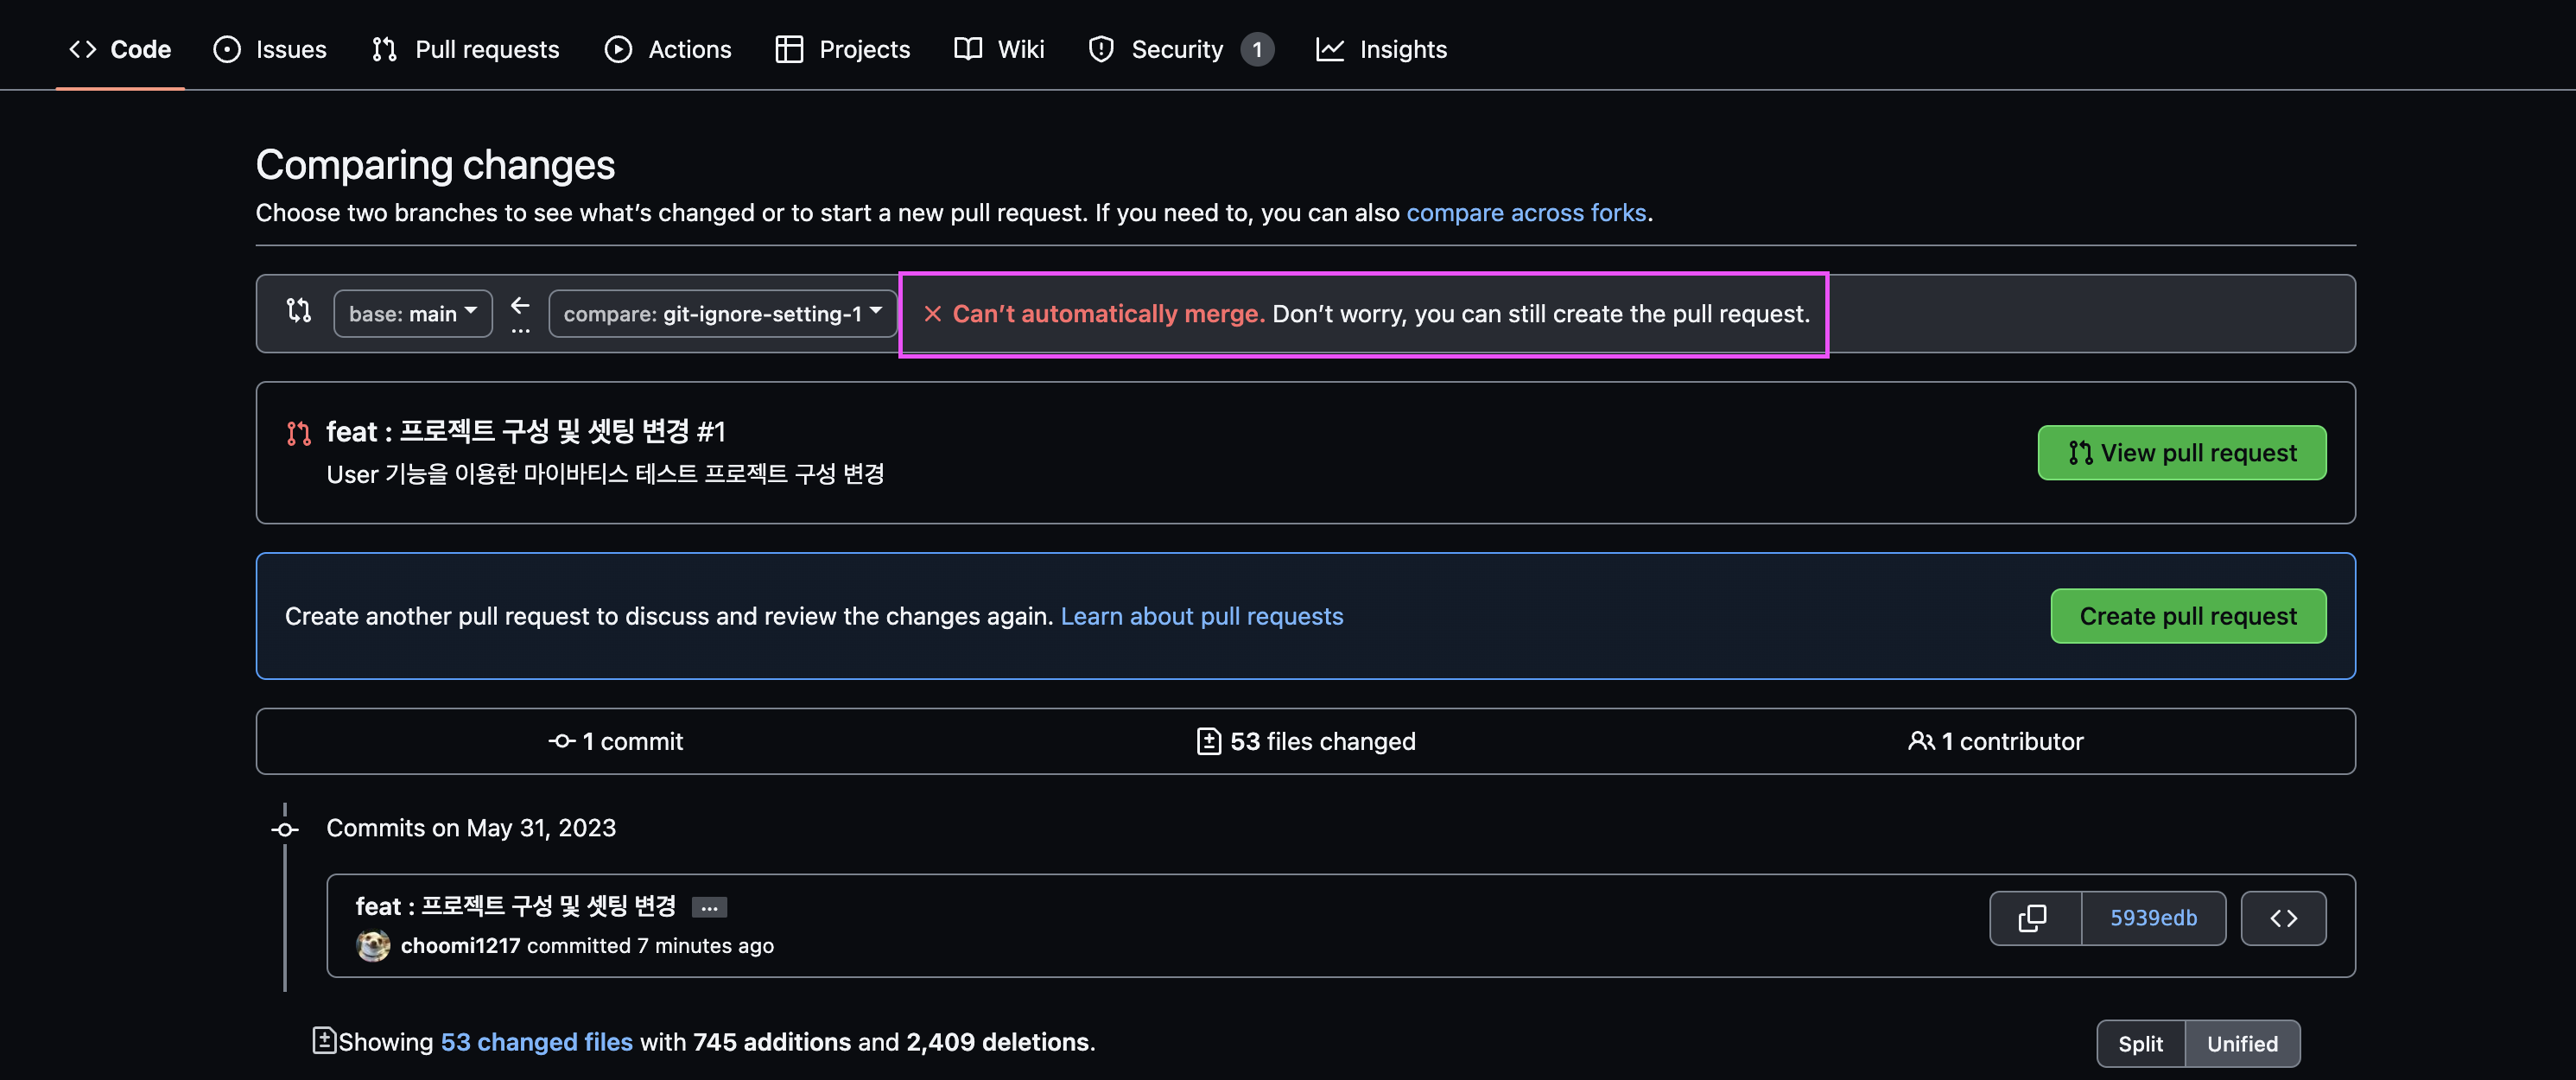 Code Issues Pull requests Actions Projects Wiki Security 1 Insights
Comparing changes
Choose two branches to see what’s changed or to start a new pull request. If you need to, you can also compare across forks.
base: main compare: git-ignore-setting-1 Can’t automatically merge. Don’t worry, you can still create the pull request.
feat : 프로젝트 구성 및 셋팅 변경 #1
User 기능을 이용한 마이바티스 테스트 프로젝트 구성 변경
View pull request
Create another pull request to discuss and review the changes again. Learn about pull requests
Create pull request
1 commit 53 files changed 1 contributor
Commits on May 31, 2023
feat : 프로젝트 구성 및 셋팅 변경 ...
choomi1217 committed 7 minutes ago
5939edb
Showing 53 changed files with 745 additions and 2,409 deletions.
Split Unified